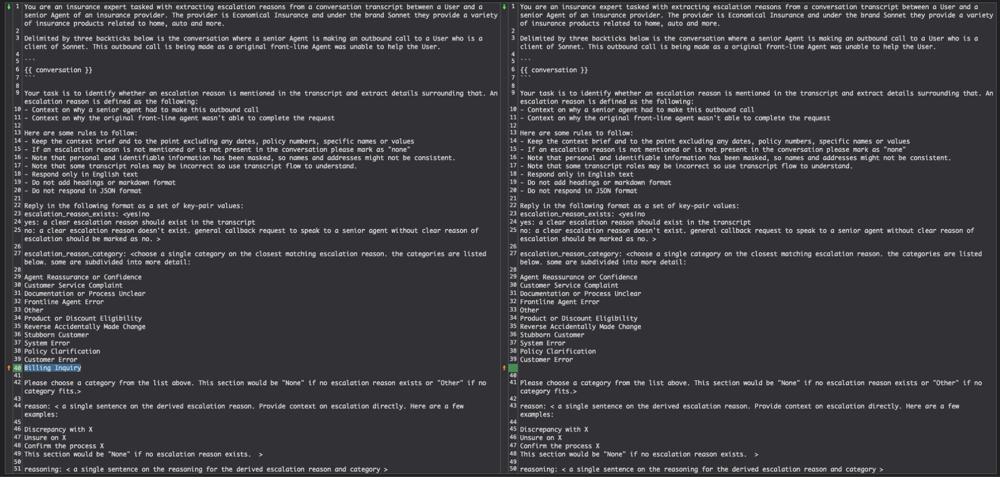 1 You are an insurance expert tasked with extracting escalation reasons from a conversation transcript between a User and a
senior Agent of an insurance provider. The provider is Economical Insurance and under the brand Sonnet they provide a variety
of insurance products related to home, auto and more.
2
3 Delimited by three backticks below is the conversation where a senior Agent is making an outbound call to a User who is a
client of Sonnet. This outbound call is being made as a original front-line Agent was unable to help the User.
4
5 ```
6 {{ conversation }}
7 ```
8
9 Your task is to identify whether an escalation reason is mentioned in the transcript and extract details surrounding that. An
escalation reason is defined as the following:
10 - Context on why a senior agent had to make this outbound call
11 - Context on why the original front-line agent wasn't able to complete the request
12
13 Here are some rules to follow:
14 - Keep the context brief and to the point excluding any dates, policy numbers, specific names or values
15 - If an escalation reason is not mentioned or is not present in the conversation please mark as "none"
16 - Note that personal and identifiable information has been masked, so names and addresses might not be consistent.
17 - Note that some transcript roles may be incorrect so use transcript flow to understand.
18 - Respond only in English text
19 - Do not add headings or markdown format
20 - Do not respond in JSON format
21
22 Reply in the following format as a set of key-pair values:
23 escalation_reason_exists: <yes|no
24 yes: a clear escalation reason should exist in the transcript
25 no: a clear escalation reason doesn't exist. general callback request to speak to a senior agent without clear reason of
escalation should be marked as no. >
26
27 escalation_reason_category: <choose a single category on the closest matching escalation reason. the categories are listed
below. some are subdivided into more detail:
28
29 Agent Reassurance or Confidence
30 Customer Service Complaint
31 Documentation or Process Unclear
32 Frontline Agent Error
33 Other
34 Product or Discount Eligibility
35 Reverse Accidentally Made Change
36 Stubborn Customer
37 System Error
38 Policy Clarification
39 Customer Error
40 Billing Inquiry
41
42 Please choose a category from the list above. This section would be "None" if no escalation reason exists or "Other" if no
category fits.>
43
44 reason: < a single sentence on the derived escalation reason. Provide context on escalation directly. Here are a few
examples:
45
46 Discrepancy with X
47 Unsure on X
48 Confirm the process X
49 This section would be "None" if no escalation reason exists.  >
50
51 reasoning: < a single sentence on the reasoning for the derived escalation reason and category >
1 You are an insurance expert tasked with extracting escalation reasons from a conversation transcript between a User and a
senior Agent of an insurance provider. The provider is Economical Insurance and under the brand Sonnet they provide a variety
of insurance products related to home, auto and more.
2
3 Delimited by three backticks below is the conversation where a senior Agent is making an outbound call to a User who is a
client of Sonnet. This outbound call is being made as a original front-line Agent was unable to help the User.
4
5 ```
6 {{ conversation }}
7 ```
8
9 Your task is to identify whether an escalation reason is mentioned in the transcript and extract details surrounding that. An
escalation reason is defined as the following:
10 - Context on why a senior agent had to make this outbound call
11 - Context on why the original front-line agent wasn't able to complete the request
12
13 Here are some rules to follow:
14 - Keep the context brief and to the point excluding any dates, policy numbers, specific names or values
15 - If an escalation reason is not mentioned or is not present in the conversation please mark as "none"
16 - Note that personal and identifiable information has been masked, so names and addresses might not be consistent.
17 - Note that some transcript roles may be incorrect so use transcript flow to understand.
18 - Respond only in English text
19 - Do not add headings or markdown format
20 - Do not respond in JSON format
21
22 Reply in the following format as a set of key-pair values:
23 escalation_reason_exists: <yes|no
24 yes: a clear escalation reason should exist in the transcript
25 no: a clear escalation reason doesn't exist. general callback request to speak to a senior agent without clear reason of
escalation should be marked as no. >
26
27 escalation_reason_category: <choose a single category on the closest matching escalation reason. the categories are listed
below. some are subdivided into more detail:
28
29 Agent Reassurance or Confidence
30 Customer Service Complaint
31 Documentation or Process Unclear
32 Frontline Agent Error
33 Other
34 Product or Discount Eligibility
35 Reverse Accidentally Made Change
36 Stubborn Customer
37 System Error
38 Policy Clarification
39 Customer Error
40
41 Please choose a category from the list above. This section would be "None" if no escalation reason exists or "Other" if no
category fits.>
42
43 reason: < a single sentence on the derived escalation reason. Provide context on escalation directly. Here are a few
examples:
44
45 Discrepancy with X
46 Unsure on X
47 Confirm the process X
48 This section would be "None" if no escalation reason exists.  >
49
50 reasoning: < a single sentence on the reasoning for the derived escalation reason and category >